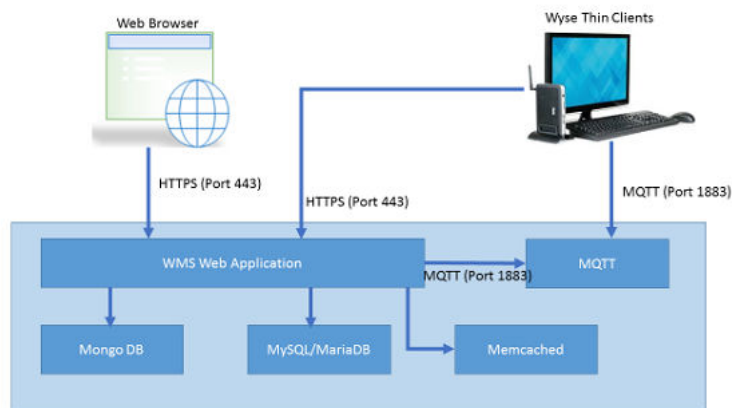 Web Browser
Wyse Thin Clients
HTTPS (Port 443)
HTTPS (Port 443)
MQTT (Port 1883)
WMS Web Application
MQTT (Port 1883)
MQTT
Mongo DB
MySQL/MariaDB
Memcached